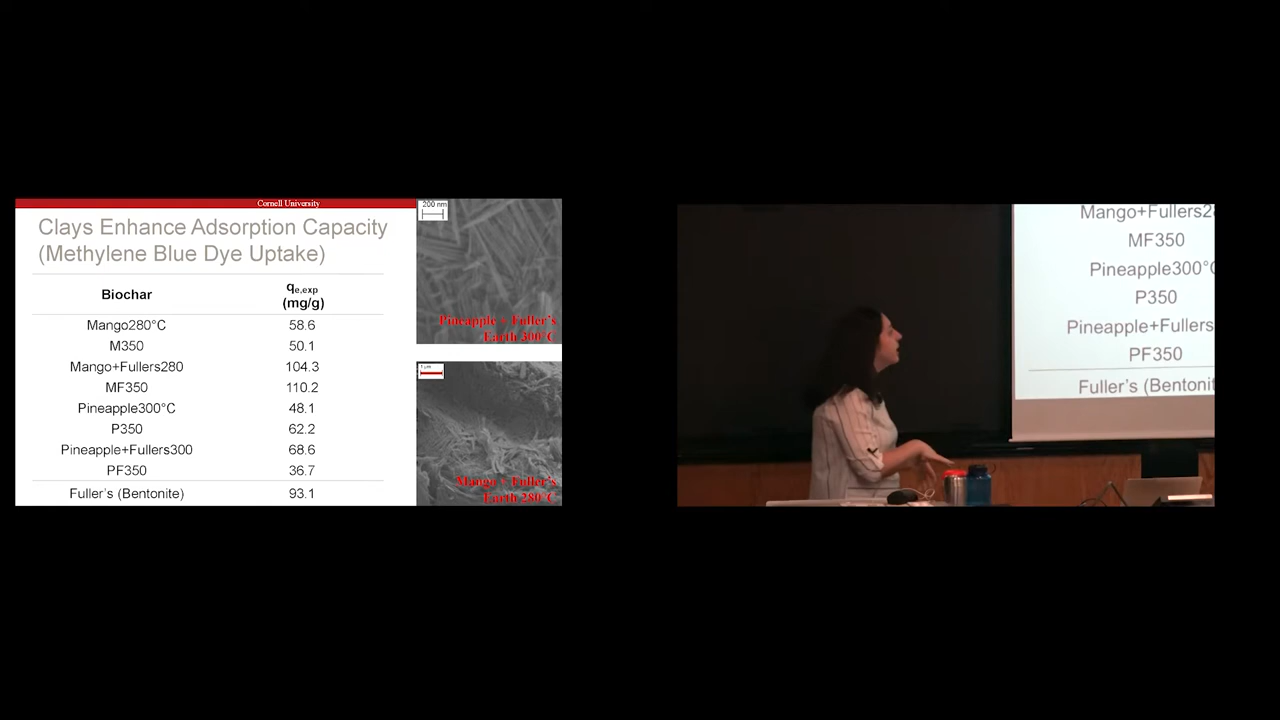 Cornell University
Clays Enhance Adsorption Capacity
(Methylene Blue Dye Uptake)
Biochar qe,exp (mg/g)
Mango280°C 58.6
M350 50.1
Mango+Fullers280 104.3
MF350 110.2
Pineapple300°C 48.1
P350 62.2
Pineapple+Fullers300 68.6
PF350 36.7
Fuller's (Bentonite) 93.1
200 nm
Pineapple + Fuller's
Earth 300°C
1 μm
Mango + Fuller's
Earth 280°C
Mango+Fullers28
MF350
Pineapple300°C
P350
Pineapple+Fullers
PF350
Fuller's (Bentonit